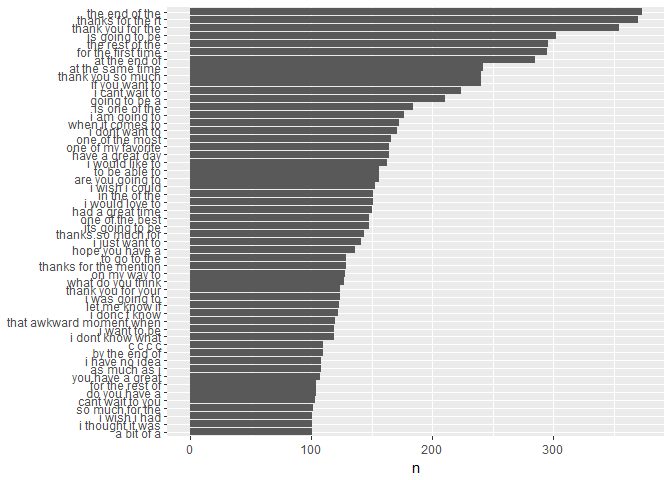 the end of the
thanks for the rt
thank you for the
is going to be
the rest of the
for the first time
at the end of
at the same time
thank you so much
if you want to
i cant wait to
going to be a
is one of the
i am going to
when it comes to
i dont want to
one of the most
one of my favorite
have a great day
i would like to
to be able to
are you going to
i wish i could
in the of the
i would love to
had a great time
one of the best
its going to be
thanks so much for
i just want to
hope you have a
to go to the
thanks for the mention
on my way to
what do you think
thank you for your
i was going to
let me know if
i dont know
that awkward moment when
i want to be
i dont know what
c c c c
by the end of
i have no idea
as much as i
you have a great
for the rest of
do you have a
cant wait to you
so much for the
i wish i had
i thought it was
a bit of a
0
100
200
300
n